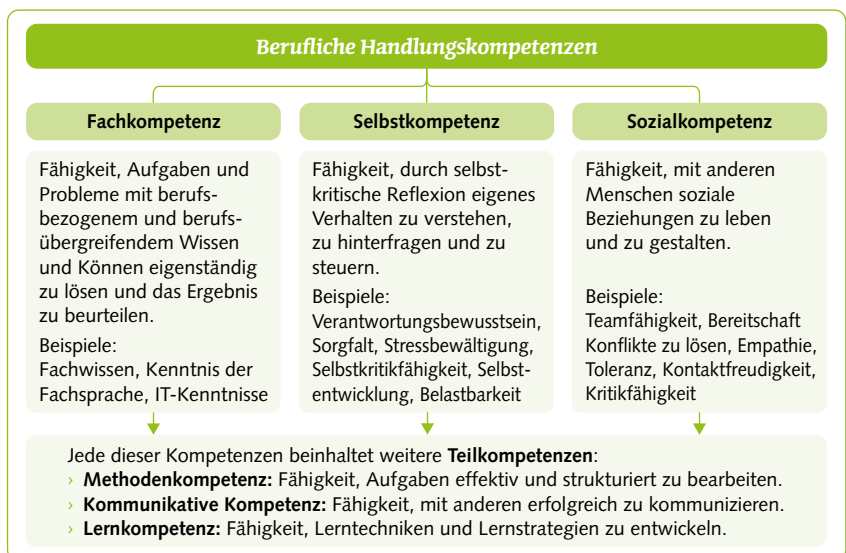 Berufliche Handlungskompetenzen
Fachkompetenz
Fähigkeit, Aufgaben und
Probleme mit berufs-
bezogenem und berufs-
übergreifendem Wissen
und Können eigenständig
zu lösen und das Ergebnis
zu beurteilen.
Beispiele:
Fachwissen, Kenntnis der
Fachsprache, IT-Kenntnisse
Selbstkompetenz
Fähigkeit, durch selbst-
kritische Reflexion eigenes
Verhalten zu verstehen,
zu hinterfragen und zu
steuern.
Beispiele:
Verantwortungsbewusstsein,
Sorgfalt, Stressbewältigung,
Selbstkritikfähigkeit, Selbst-
entwicklung, Belastbarkeit
Sozialkompetenz
Fähigkeit, mit anderen
Menschen soziale
Beziehungen zu leben
und zu gestalten.
Beispiele:
Teamfähigkeit, Bereitschaft
Konflikte zu lösen, Empathie,
Toleranz, Kontaktfreudigkeit,
Kritikfähigkeit
Jede dieser Kompetenzen beinhaltet weitere Teilkompetenzen:
› Methodenkompetenz: Fähigkeit, Aufgaben effektiv und strukturiert zu bearbeiten.
› Kommunikative Kompetenz: Fähigkeit, mit anderen erfolgreich zu kommunizieren.
› Lernkompetenz: Fähigkeit, Lerntechniken und Lernstrategien zu entwickeln.